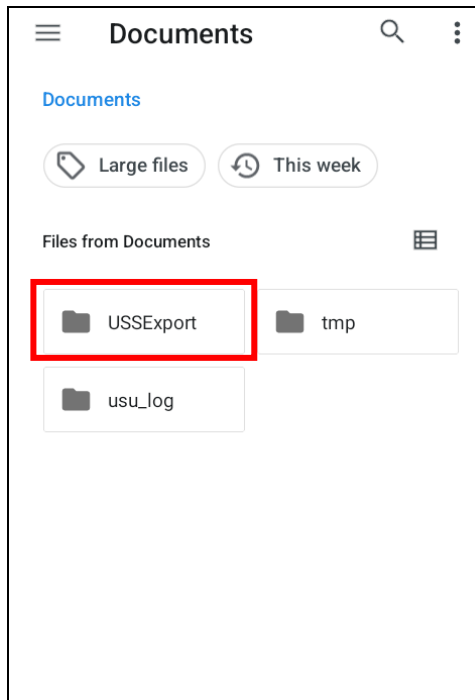 Documents
Documents
Large files
This week
Files from Documents
USSExport
tmp
usu_log